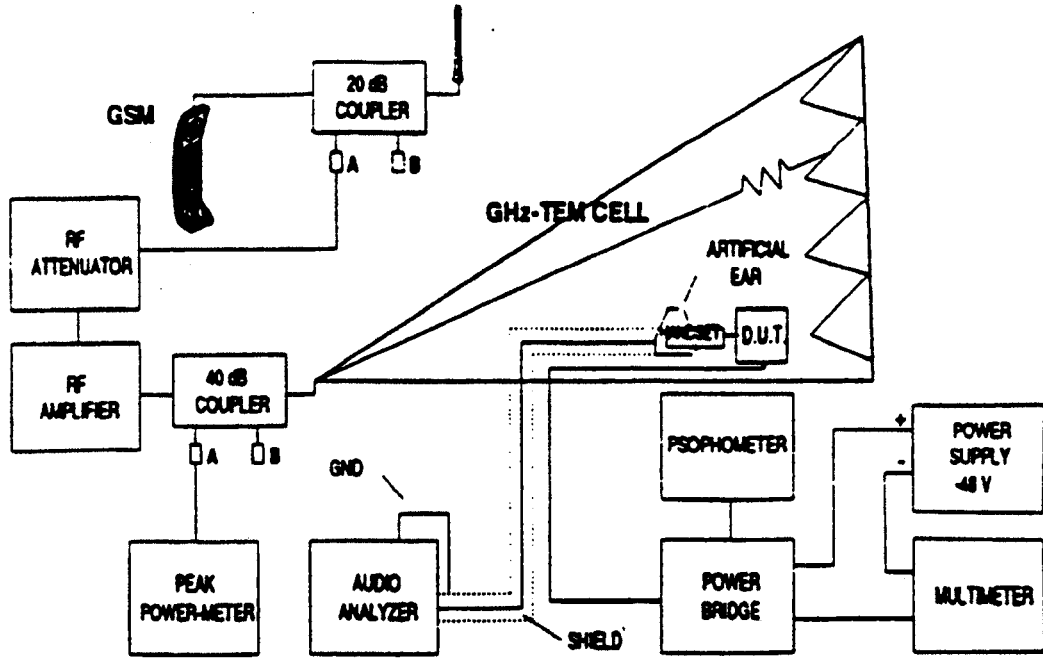 GSM
20 dB
COUPLER
A
B
RF
ATTENUATOR
GHz-TEM CELL
ARTIFICIAL
EAR
D.U.T.
RF
AMPLIFIER
40 dB
COUPLER
A
B
GND
PSOPHOMETER
+
-
POWER
SUPPLY
-48 V
PEAK
POWER-METER
AUDIO
ANALYZER
SHIELD
POWER
BRIDGE
MULTIMETER